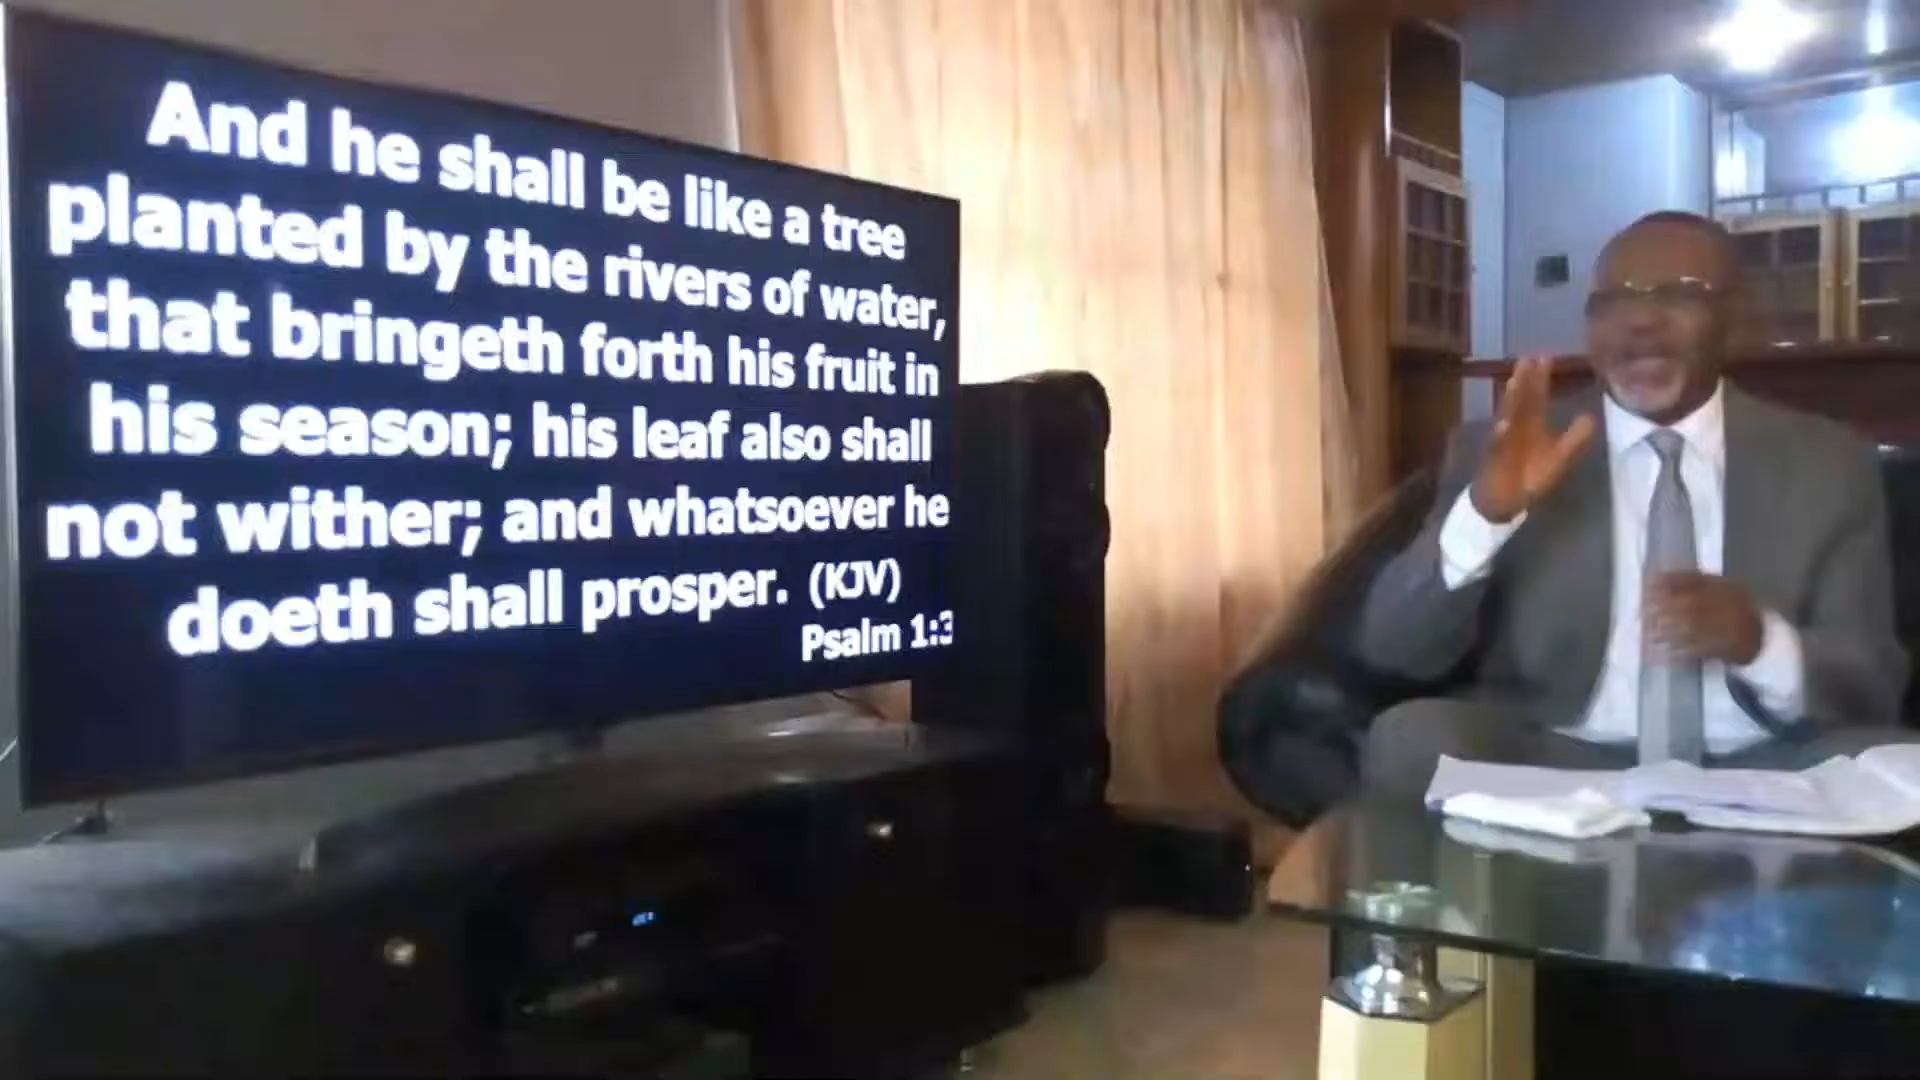 And he shall be like a tree
planted by the rivers of water,
that bringeth forth his fruit in
his season; his leaf also shall
not wither; and whatsoever he
doeth shall prosper. (KJV)
Psalm 1:3